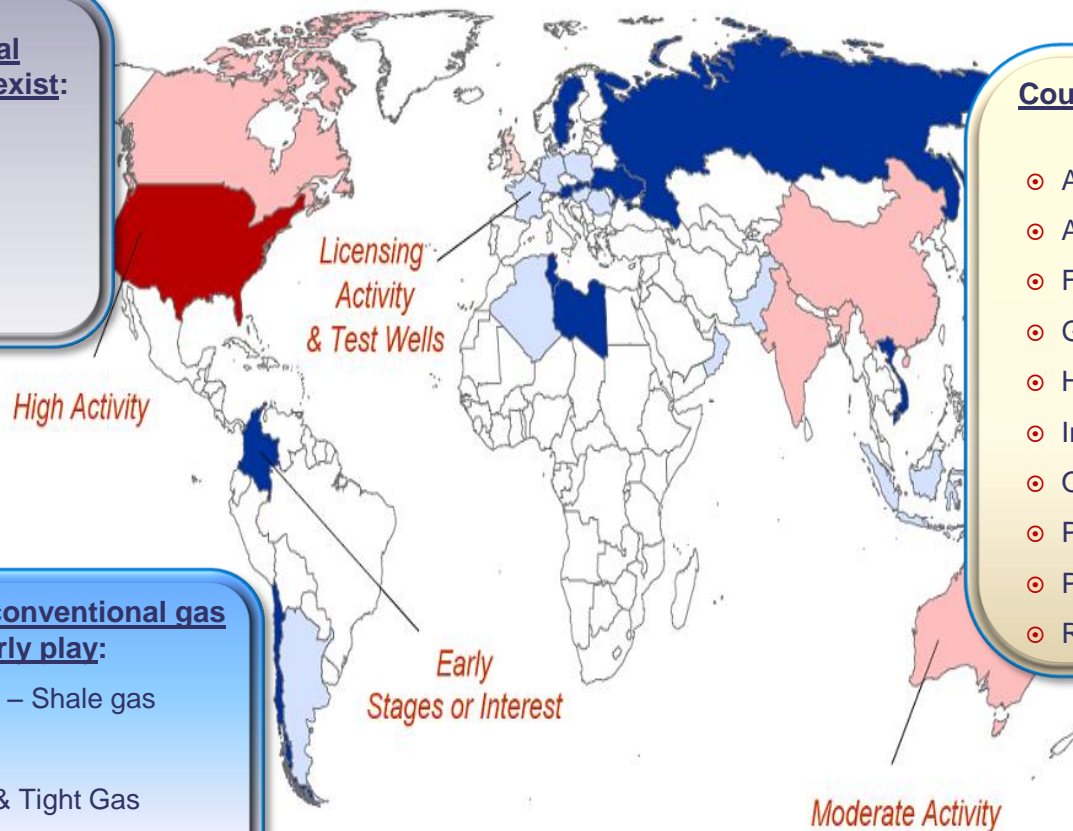 al
exist:
Licensing
Activity
& Test Wells
High Activity
Cou
A
A
F
G
H
In
P
P
R
conventional gas
rly play:
– Shale gas
& Tight Gas
Early
Stages or Interest
Moderate Activity